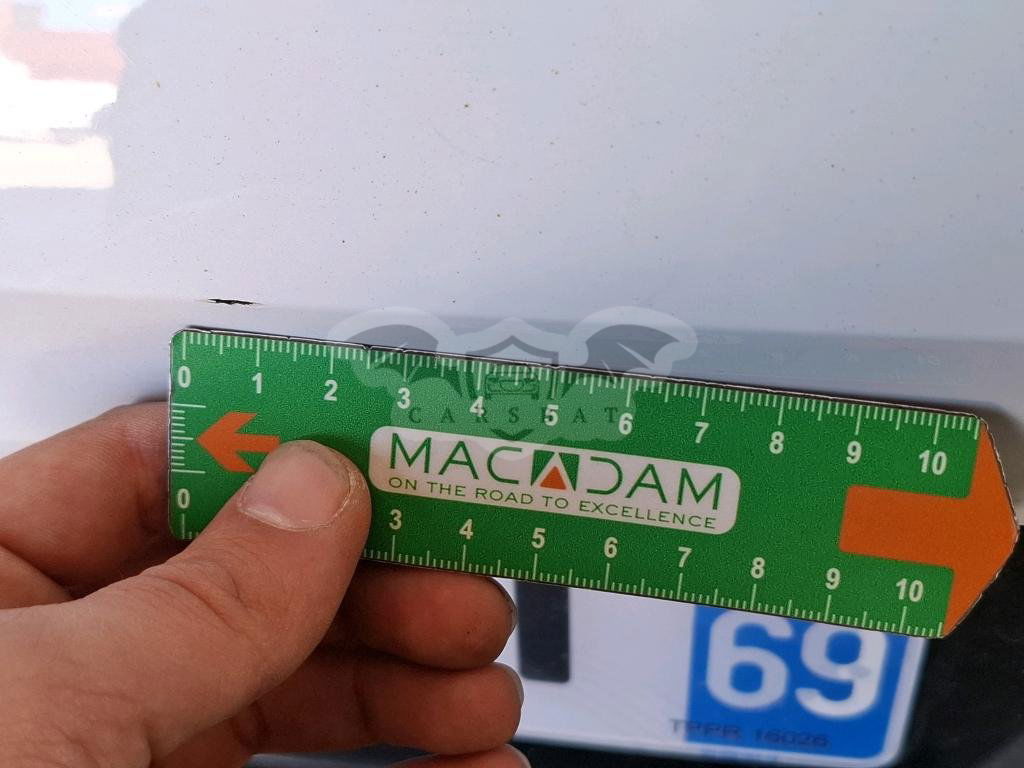 0 1 2 3 4 5 6 7 8 9 10
CARSBAT
MACADAM
ON THE ROAD TO EXCELLENCE
0 3 4 5 6 7 8 9 10
69
TPPR 16026